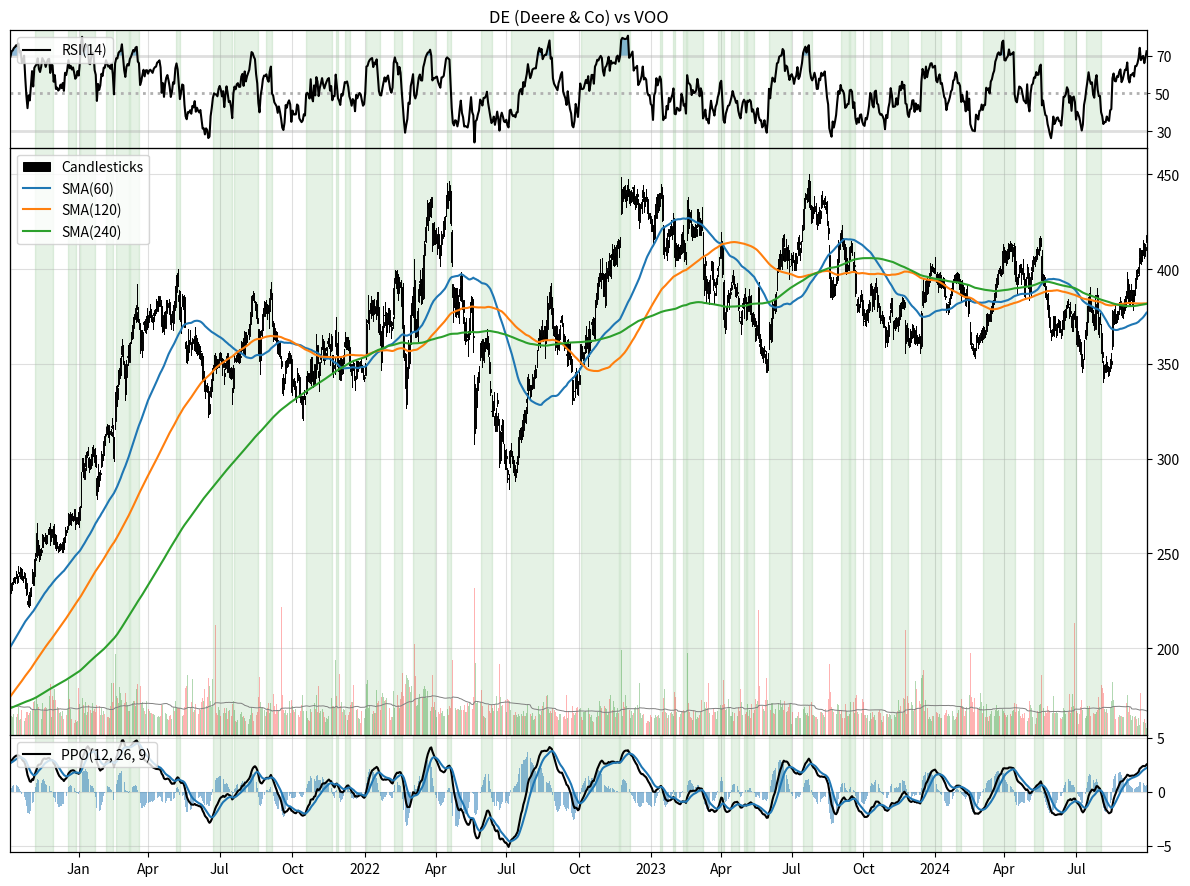 DE (Deere & Co) vs VOO
RSI(14)
70
50
30
Candlesticks
SMA(60)
SMA(120)
SMA(240)
450
400
350
300
250
200
PPO(12, 26, 9)
5
0
−5
Jan Apr Jul Oct 2022 Apr Jul Oct 2023 Apr Jul Oct 2024 Apr Jul